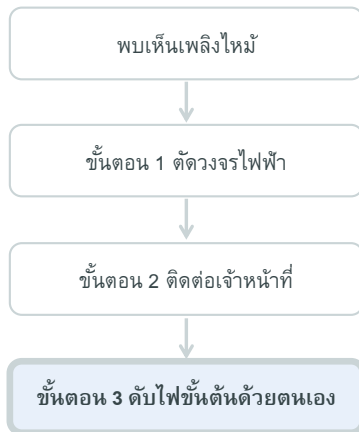 พบเห็นเพลิงไหม้
ขั้นตอน 1 ตัดวงจรไฟฟ้า
ขั้นตอน 2 ติดต่อเจ้าหน้าที่
ขั้นตอน 3 ดับไฟขั้นต้นด้วยตนเอง